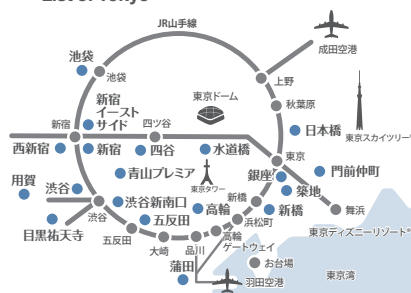 List of Tokyo
JR山手線
成田空港
池袋
池袋
上野
東京ドーム
秋葉原
新宿
イースト
サイド
新宿
四ツ谷
日本橋
東京スカイツリー®
西新宿
新宿
四谷
水道橋
東京
銀座
門前仲町
青山プレミア
東京タワー
築地
用賀
渋谷
渋谷新南口
高輪
新橋
新橋
舞浜
渋谷
目黒祐天寺
五反田
浜松町
東京ディズニーリゾート®
五反田
大崎
品川
高輪
ゲートウェイ
お台場
蒲田
羽田空港
東京湾